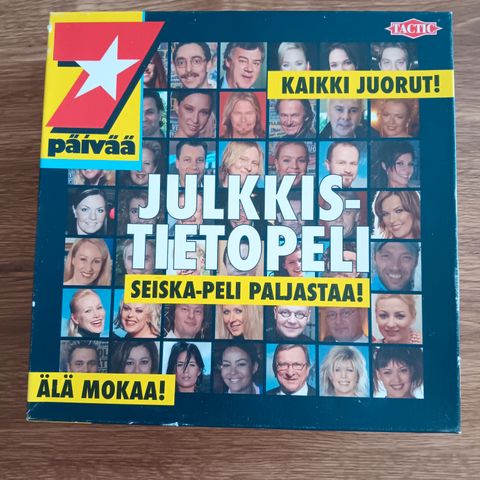 7
päivää
TACTIC
KAIKKI JUORUT!
JULKKIS-
TIETOPELI
SEISKA-PELI PALJASTAA!
ÄLÄ MOKAA!